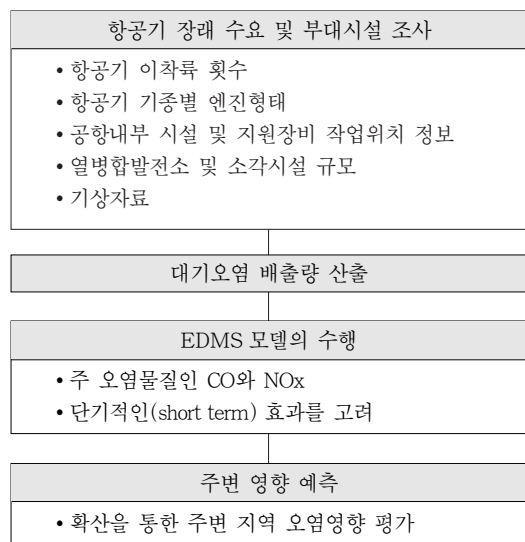 항공기 장래 수요 및 부대시설 조사
• 항공기 이착륙 횟수
• 항공기 기종별 엔진형태
• 공항내부 시설 및 지원장비 작업위치 정보
• 열병합발전소 및 소각시설 규모
• 기상자료
대기오염 배출량 산출
EDMS 모델의 수행
• 주 오염물질인 CO와 NOx
• 단기적인(short term) 효과를 고려
주변 영향 예측
• 확산을 통한 주변 지역 오염영향 평가